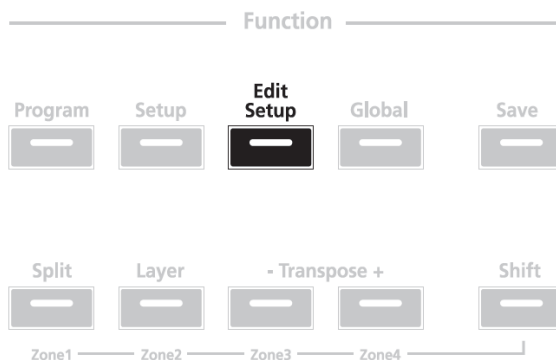 Function
Program Setup Edit Setup Global Save
Split Layer - Transpose + Shift
Zone1 Zone2 Zone3 Zone4